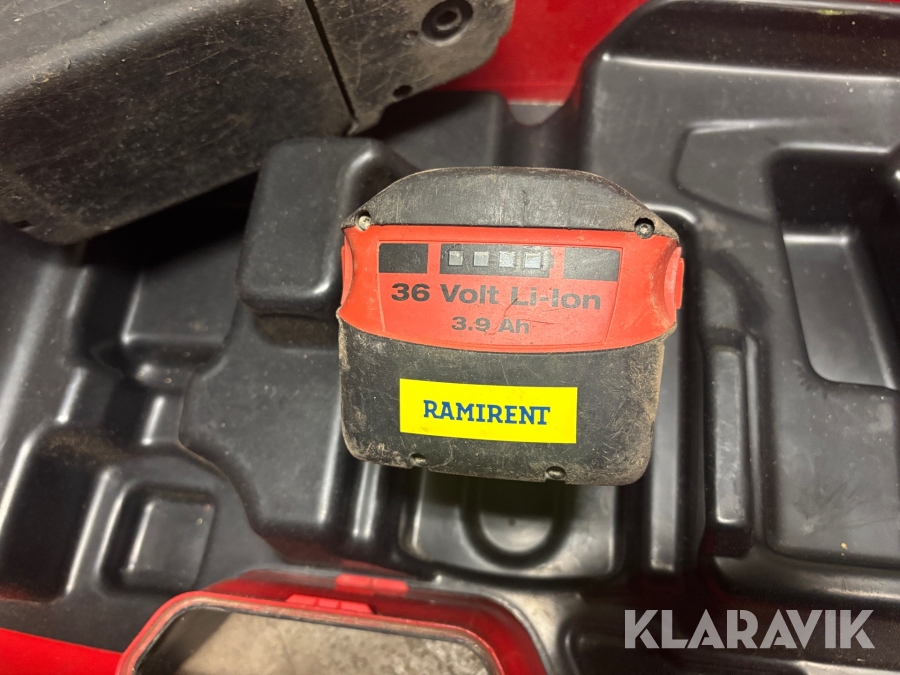 36 Volt Li-Ion
3.9 Ah
RAMIRENT
KLARAVIK